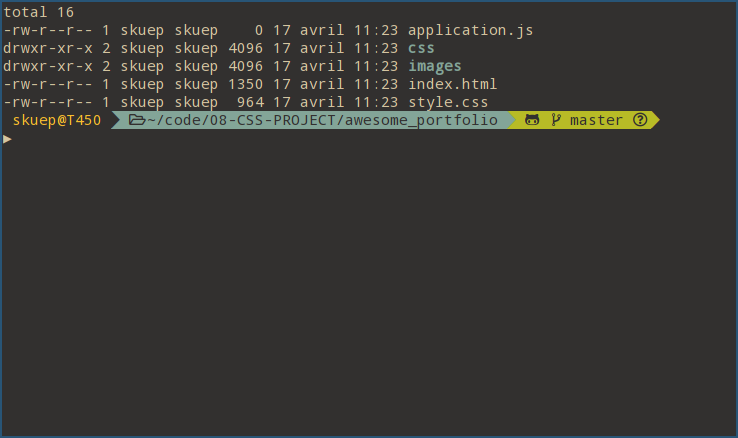 total 16
-rw-r--r-- 1 skuep skuep    0 17 avril 11:23 application.js
drwxr-xr-x 2 skuep skuep 4096 17 avril 11:23 css
drwxr-xr-x 2 skuep skuep 4096 17 avril 11:23 images
-rw-r--r-- 1 skuep skuep 1350 17 avril 11:23 index.html
-rw-r--r-- 1 skuep skuep  964 17 avril 11:23 style.css
skuep@T450 ~/code/08-CSS-PROJECT/awesome_portfolio master